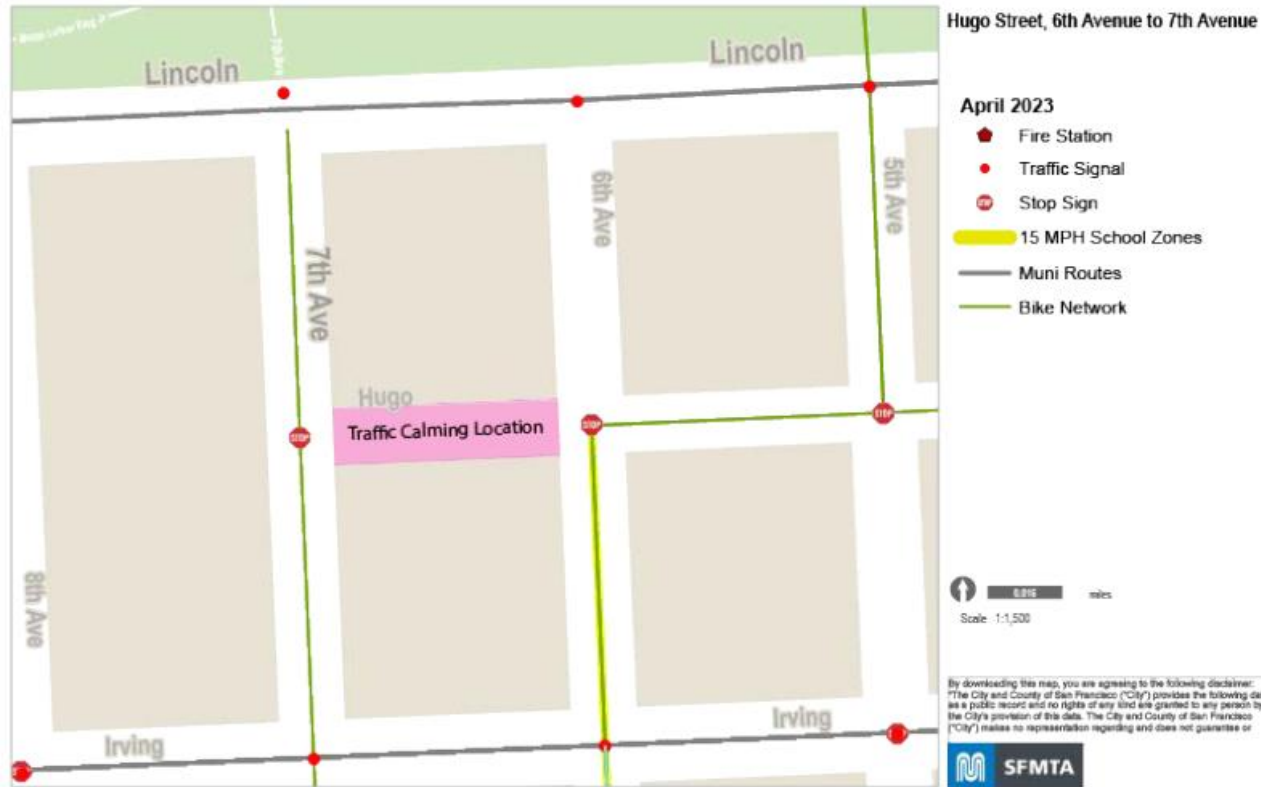 Hugo Street, 6th Avenue to 7th Avenue
Lincoln
Lincoln
7th Ave
6th Ave
5th Ave
Hugo
Traffic Calming Location
STOP
STOP
STOP
8th Ave
Irving
Irving
April 2023
Fire Station
Traffic Signal
STOP
Stop Sign
15 MPH School Zones
Muni Routes
Bike Network
0.016 miles
Scale 1:1,500
By downloading this map, you are agreeing to the following disclaimer:
"The City and County of San Francisco ("City") provides the following da
as a public record and no rights of any kind are granted to any person by
the City's provision of this data. The City and County of San Francisco
("City") makes no representation regarding and does not guarantee or
SFMTA